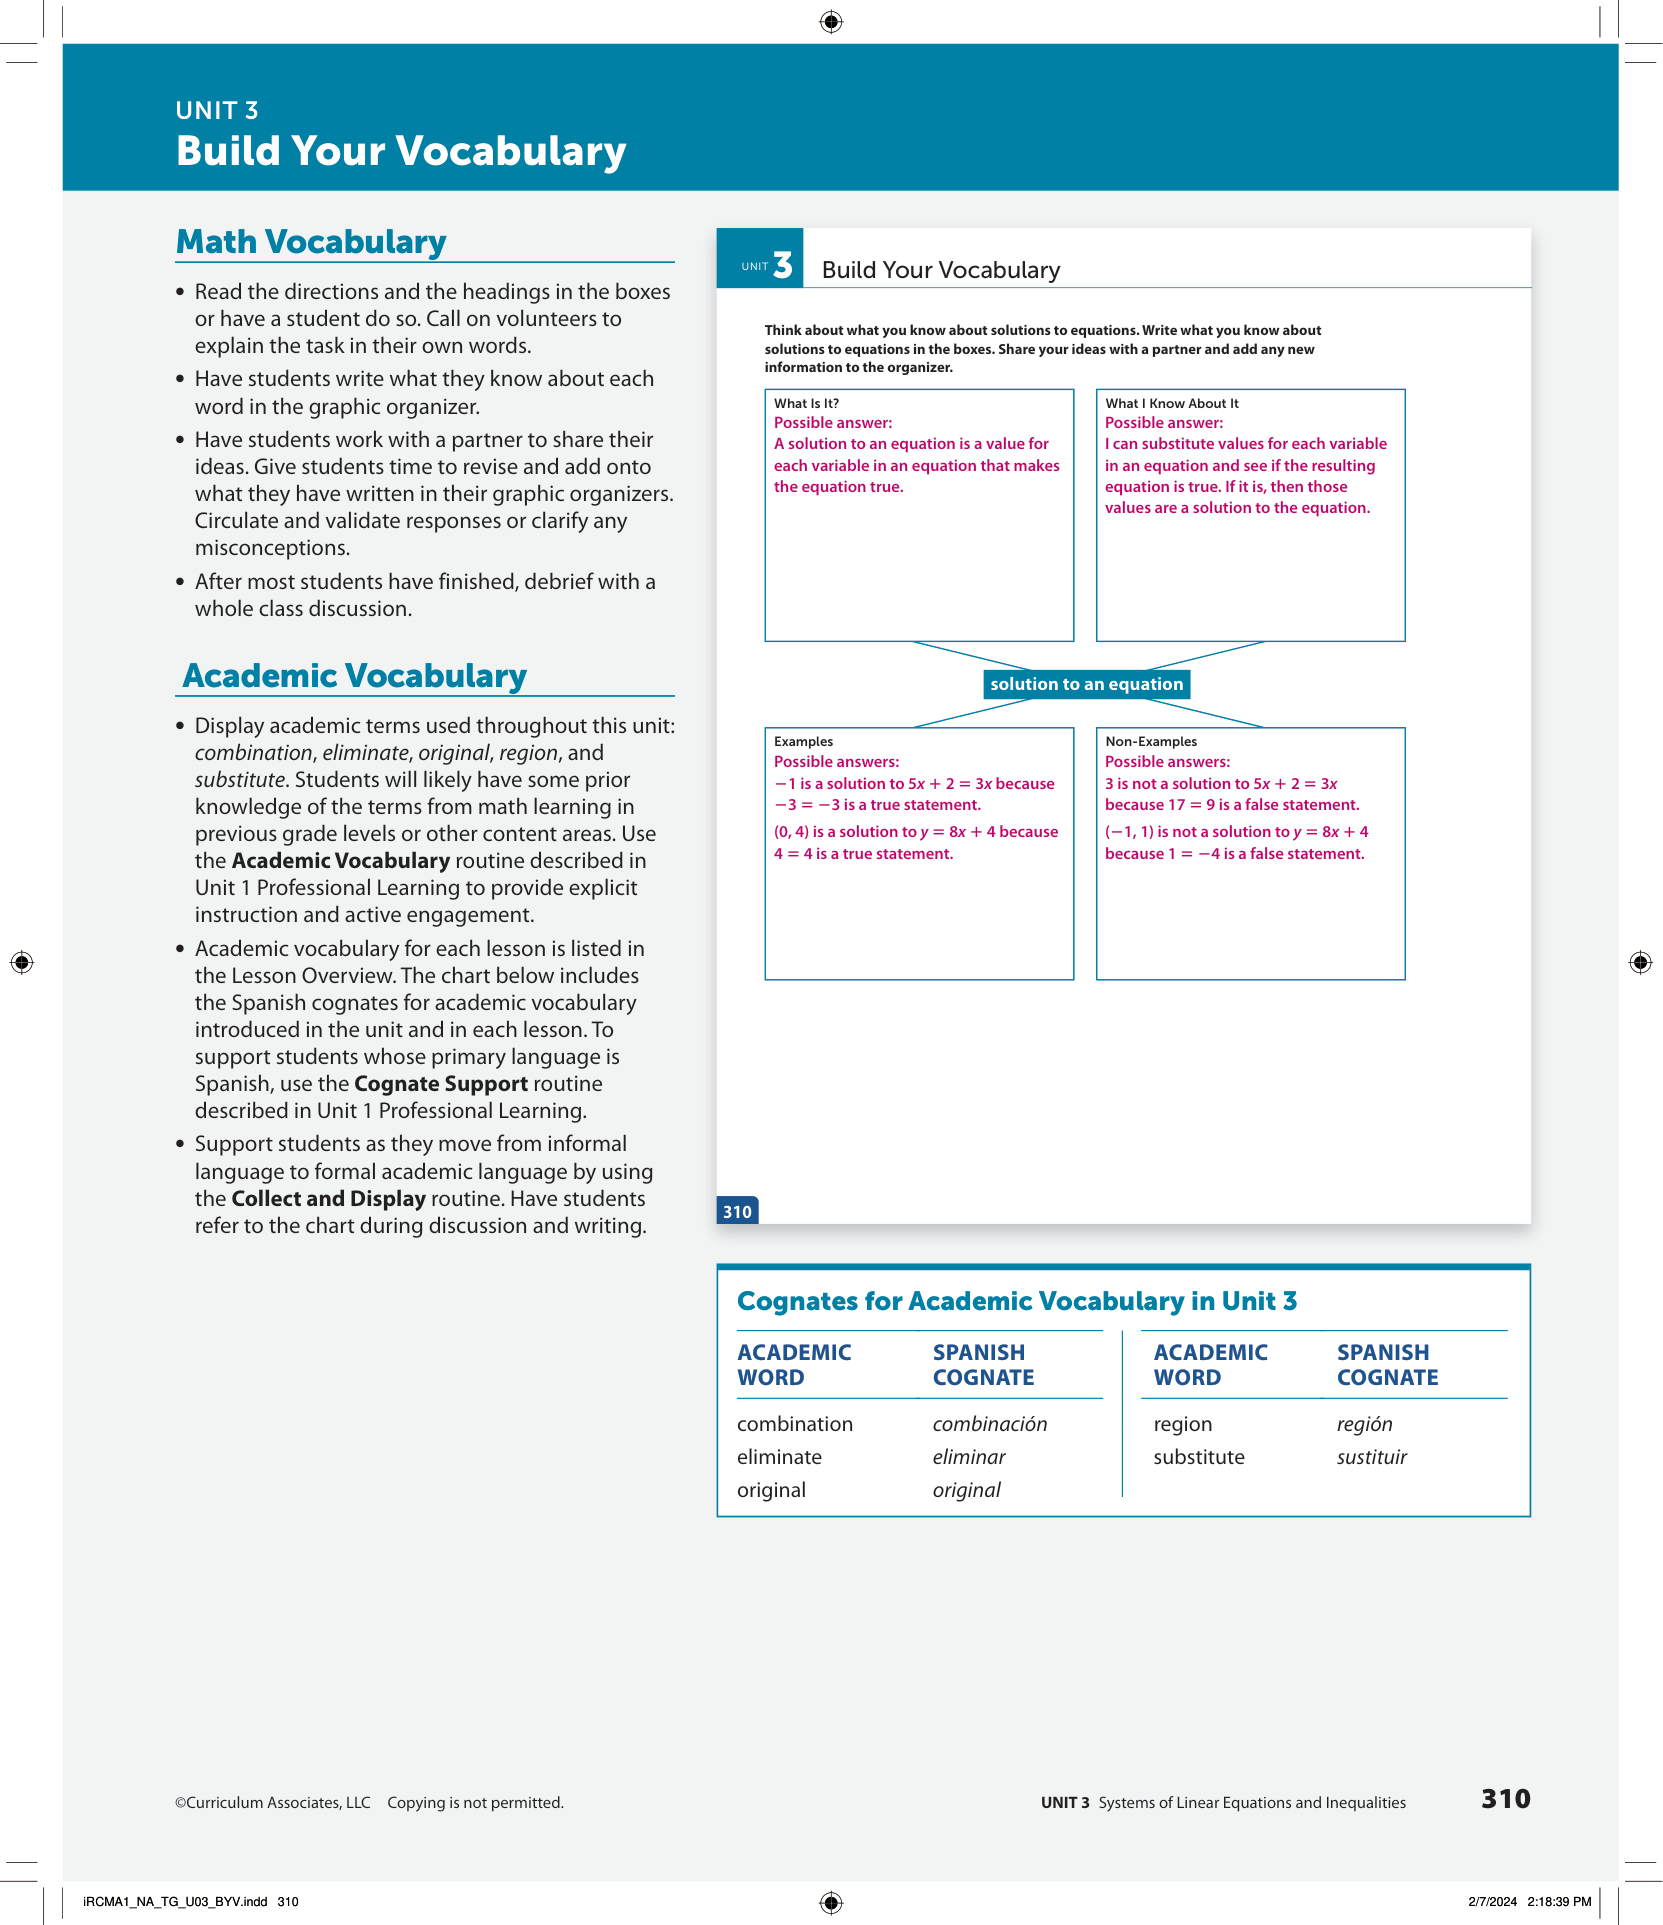 UNIT 3
Build Your Vocabulary
Math Vocabulary
• Read the directions and the headings in the boxes
or have a student do so. Call on volunteers to
explain the task in their own words.
• Have students write what they know about each
word in the graphic organizer.
• Have students work with a partner to share their
ideas. Give students time to revise and add onto
what they have written in their graphic organizers.
Circulate and validate responses or clarify any
misconceptions.
• After most students have finished, debrief with a
whole class discussion.
Academic Vocabulary
• Display academic terms used throughout this unit:
combination, eliminate, original, region, and
substitute. Students will likely have some prior
knowledge of the terms from math learning in
previous grade levels or other content areas. Use
the Academic Vocabulary routine described in
Unit 1 Professional Learning to provide explicit
instruction and active engagement.
• Academic vocabulary for each lesson is listed in
the Lesson Overview. The chart below includes
the Spanish cognates for academic vocabulary
introduced in the unit and in each lesson. To
support students whose primary language is
Spanish, use the Cognate Support routine
described in Unit 1 Professional Learning.
• Support students as they move from informal
language to formal academic language by using
the Collect and Display routine. Have students
refer to the chart during discussion and writing.
UNIT 3 Build Your Vocabulary
Think about what you know about solutions to equations. Write what you know about
solutions to equations in the boxes. Share your ideas with a partner and add any new
information to the organizer.
What Is It?
Possible answer:
A solution to an equation is a value for
each variable in an equation that makes
the equation true.
What I Know About It
Possible answer:
I can substitute values for each variable
in an equation and see if the resulting
equation is true. If it is, then those
values are a solution to the equation.
solution to an equation
Examples
Possible answers:
−1 is a solution to 5x + 2 = 3x because
−3 = −3 is a true statement.
(0, 4) is a solution to y = 8x + 4 because
4 = 4 is a true statement.
Non-Examples
Possible answers:
3 is not a solution to 5x + 2 = 3x
because 17 = 9 is a false statement.
(−1, 1) is not a solution to y = 8x + 4
because 1 = −4 is a false statement.
310
Cognates for Academic Vocabulary in Unit 3
ACADEMIC WORD SPANISH COGNATE ACADEMIC WORD SPANISH COGNATE
combination combinación region región
eliminate eliminar substitute sustituir
original original
©Curriculum Associates, LLC Copying is not permitted.
UNIT 3 Systems of Linear Equations and Inequalities 310
iRCMA1_NA_TG_U03_BYV.indd 310
2/7/2024 2:18:39 PM